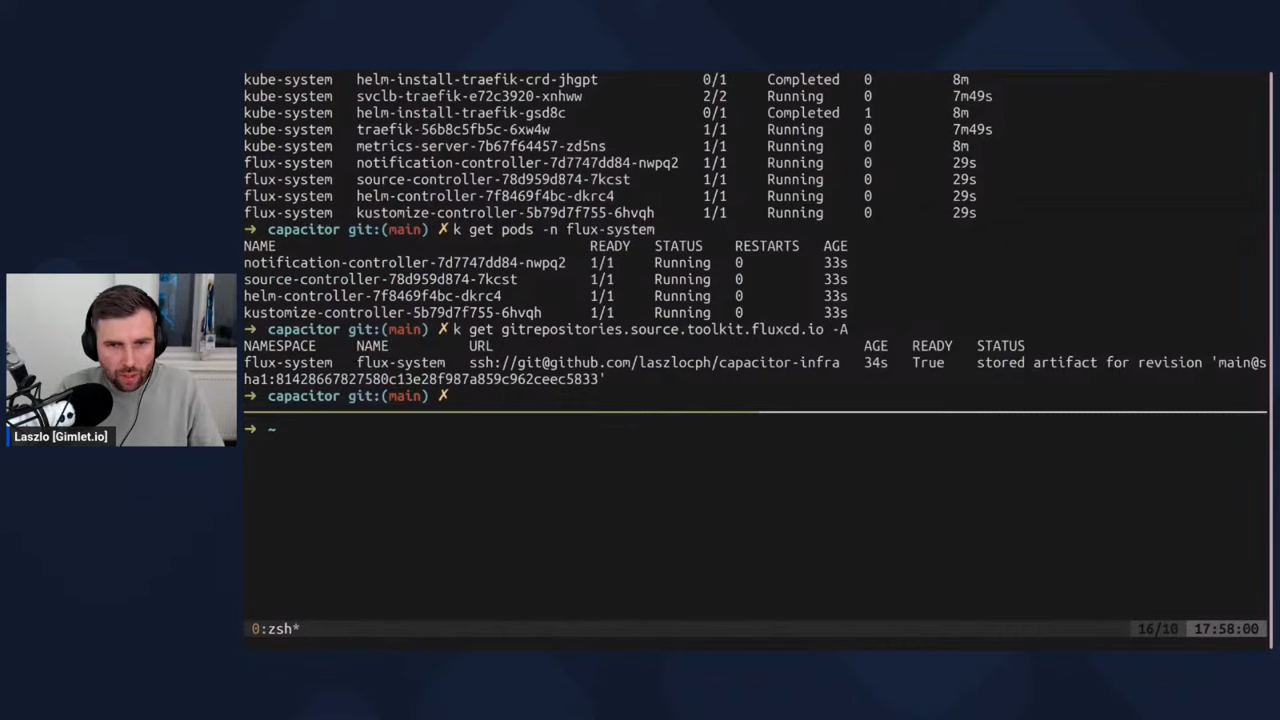 kube-system helm-install-traefik-crd-jhgpt 0/1 Completed 0 8m
kube-system svclb-traefik-e72c3920-xnhww 2/2 Running 0 7m49s
kube-system helm-install-traefik-gsd8c 0/1 Completed 1 8m
kube-system traefik-56b8c5fb5c-6xw4w 1/1 Running 0 7m49s
kube-system metrics-server-7b67f64457-zd5ns 1/1 Running 0 8m
flux-system notification-controller-7d7747dd84-nwpq2 1/1 Running 0 29s
flux-system source-controller-78d959d874-7kcst 1/1 Running 0 29s
flux-system helm-controller-7f8469f4bc-dkrc4 1/1 Running 0 29s
flux-system kustomize-controller-5b79d7f755-6hvqh 1/1 Running 0 29s
→ capacitor git:(main) ✗ k get pods -n flux-system
NAME READY STATUS RESTARTS AGE
notification-controller-7d7747dd84-nwpq2 1/1 Running 0 33s
source-controller-78d959d874-7kcst 1/1 Running 0 33s
helm-controller-7f8469f4bc-dkrc4 1/1 Running 0 33s
kustomize-controller-5b79d7f755-6hvqh 1/1 Running 0 33s
→ capacitor git:(main) ✗ k get gitrepositories.source.toolkit.fluxcd.io -A
NAMESPACE NAME URL AGE READY STATUS
flux-system flux-system ssh://git@github.com/laszlocph/capacitor-infra 34s True stored artifact for revision 'main@s
ha1:81428667827580c13e28f987a859c962ceec5833'
→ capacitor git:(main) ✗
→ ~
Laszlo [Gimlet.io]
0:zsh* 16/10 17:58:00